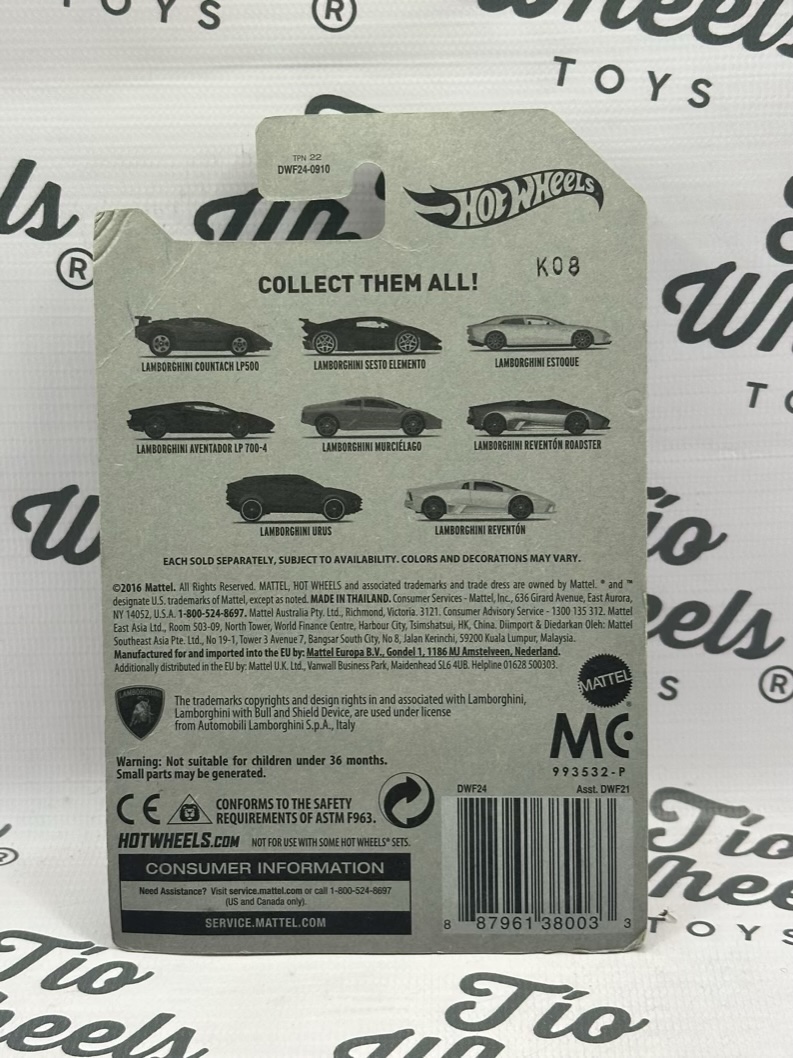 TOYS ®
Wheels
TOYS
TPN 22
DWF24-0910
HOT WHEELS
K08
COLLECT THEM ALL!
LAMBORGHINI COUNTACH LP500
LAMBORGHINI SESTO ELEMENTO
LAMBORGHINI ESTOQUE
LAMBORGHINI AVENTADOR LP 700-4
LAMBORGHINI MURCIÉLAGO
LAMBORGHINI REVENTÓN ROADSTER
LAMBORGHINI URUS
LAMBORGHINI REVENTÓN
EACH SOLD SEPARATELY, SUBJECT TO AVAILABILITY. COLORS AND DECORATIONS MAY VARY.
©2016 Mattel. All Rights Reserved. MATTEL, HOT WHEELS and associated trademarks and trade dress are owned by Mattel. ® and ™
designate U.S. trademarks of Mattel, except as noted. MADE IN THAILAND. Consumer Services - Mattel, Inc., 636 Girard Avenue, East Aurora,
NY 14052, U.S.A. 1-800-524-8697. Mattel Australia Pty. Ltd., Richmond, Victoria. 3121. Consumer Advisory Service - 1300 135 312. Mattel
East Asia Ltd., Room 503-09, North Tower, World Finance Centre, Harbour City, Tsimshatsui, HK, China. Diimport & Diedarkan Oleh: Mattel
Southeast Asia Pte. Ltd., No 19-1, Tower 3 Avenue 7, Bangsar South City, No 8, Jalan Kerinchi, 59200 Kuala Lumpur, Malaysia.
Manufactured for and imported into the EU by: Mattel Europa B.V., Gondel 1, 1186 MJ Amstelveen, Nederland.
Additionally distributed in the EU by: Mattel U.K. Ltd., Vanwall Business Park, Maidenhead SL6 4UB. Helpline 01628 500303.
MATTEL ®
LAMBORGHINI
The trademarks copyrights and design rights in and associated with Lamborghini,
Lamborghini with Bull and Shield Device, are used under license
from Automobili Lamborghini S.p.A., Italy
MC
993532-P
Warning: Not suitable for children under 36 months.
Small parts may be generated.
CE
CONFORMS TO THE SAFETY
REQUIREMENTS OF ASTM F963.
HOTWHEELS.COM NOT FOR USE WITH SOME HOT WHEELS® SETS.
CONSUMER INFORMATION
Need Assistance? Visit service.mattel.com or call 1-800-524-8697
(US and Canada only).
SERVICE.MATTEL.COM
DWF24 Asst. DWF21
8 87961 38003 3
Tío
Wheels
TOYS
Tío